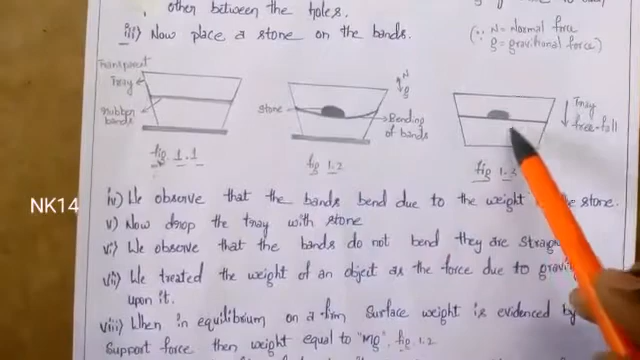 other between the holes.
iii) Now place a stone on the bands.
(∵ N = Normal force
g = gravitional force)
Transparent
Tray
Rubber
bands
fig 1.1
Stone
N
g
Bending
of bands
fig 1.2
Tray
free-fall
fig 1.3
NK14
iv) We observe that the bands bend due to the weight of the stone.
v) Now drop the tray with stone
vi) We observe that the bands do not bend they are
vii) We treated the weight of an object as the force due to
upon it.
viii) When in equilibrium on a firm surface weight is evidenced by
support force then weight equal to "mg". fig 1.2